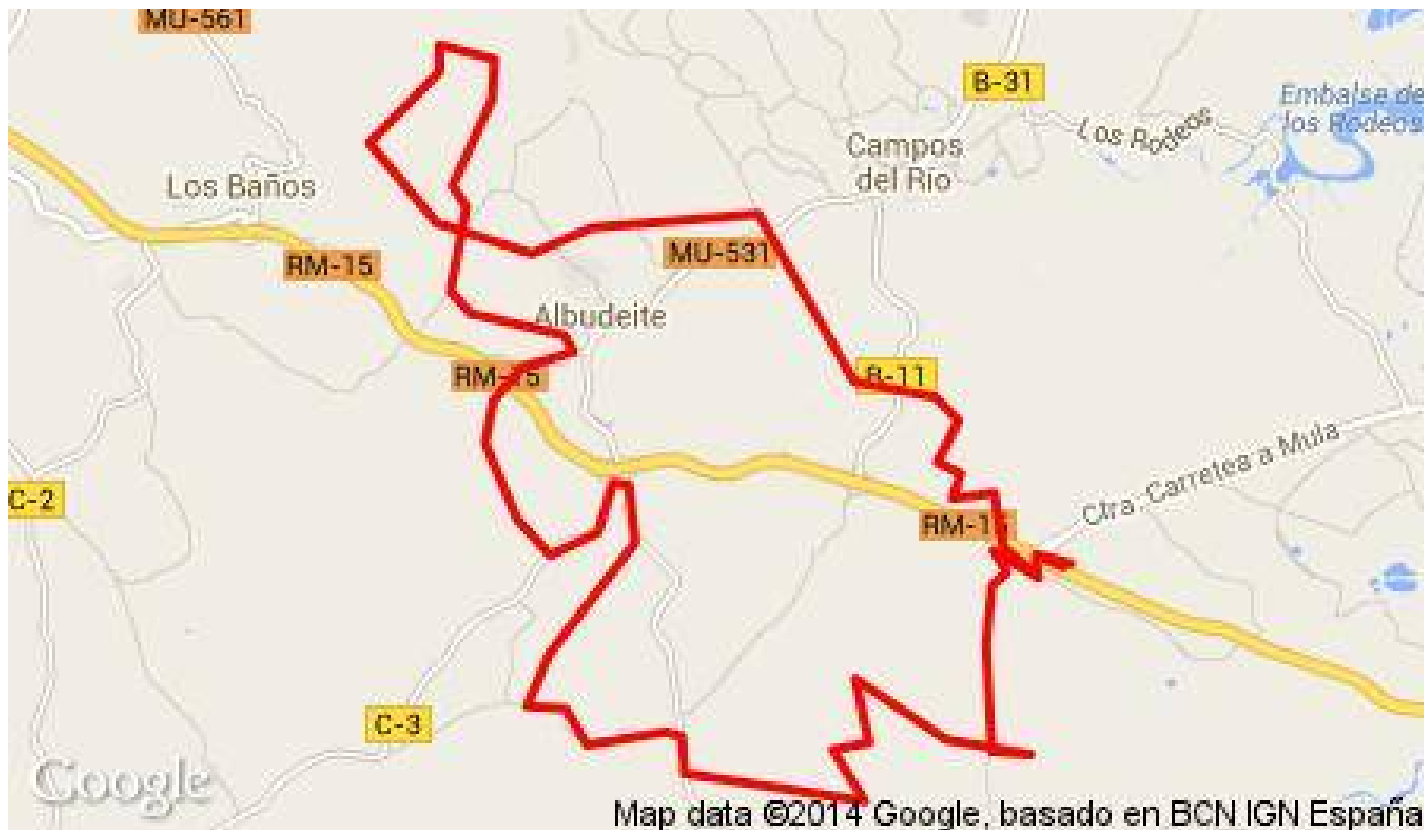 MU-561
B-31
Embalse de
los Rodeos
Los Rodeos
Campos
del Río
Los Baños
MU-531
RM-15
Albudeite
RM-15
B-11
Ctra. Carretea a Mula
C-2
RM-15
C-3
Google
Map data ©2014 Google, basado en BCN IGN España